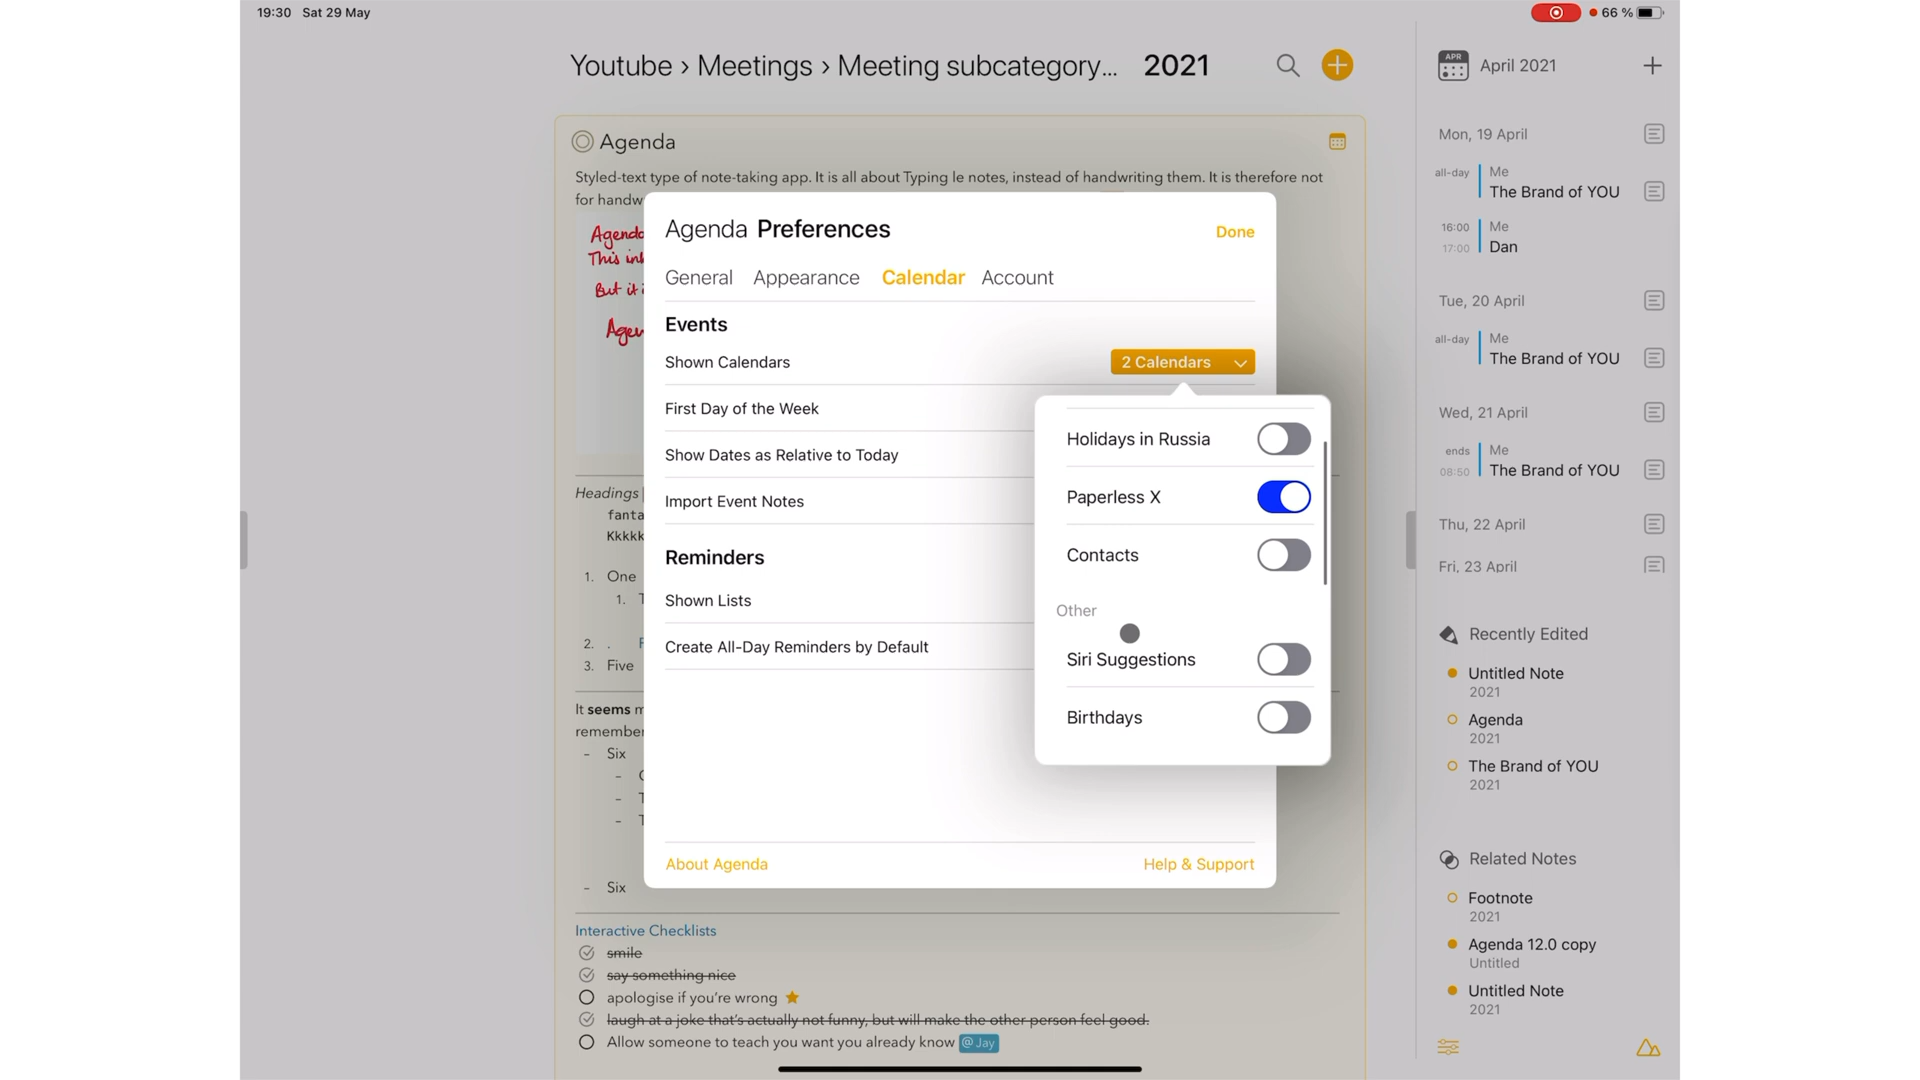 19:30 Sat 29 May
66 %
Youtube › Meetings › Meeting subcategory... 2021
Agenda
Styled-text type of note-taking app. It is all about Typing le notes, instead of handwriting them. It is therefore not
for handw
Agenda
This ink
But it i
Agen
Headings
fanta
Kkkkk
1. One
1. T
2. . F
3. Five
It seems m
remember
- Six
-
- T
- T
- Six
Interactive Checklists
smile
say something nice
apologise if you're wrong
laugh at a joke that's actually not funny, but will make the other person feel good.
Allow someone to teach you want you already know @Jay
Agenda Preferences
Done
General Appearance Calendar Account
Events
Shown Calendars 2 Calendars
First Day of the Week
Show Dates as Relative to Today
Import Event Notes
Reminders
Shown Lists
Create All-Day Reminders by Default
About Agenda Help & Support
Holidays in Russia
Paperless X
Contacts
Other
Siri Suggestions
Birthdays
APR
April 2021
Mon, 19 April
all-day Me
The Brand of YOU
16:00 Me
17:00 Dan
Tue, 20 April
all-day Me
The Brand of YOU
Wed, 21 April
ends Me
08:50 The Brand of YOU
Thu, 22 April
Fri, 23 April
Recently Edited
Untitled Note
2021
Agenda
2021
The Brand of YOU
2021
Related Notes
Footnote
2021
Agenda 12.0 copy
Untitled
Untitled Note
2021